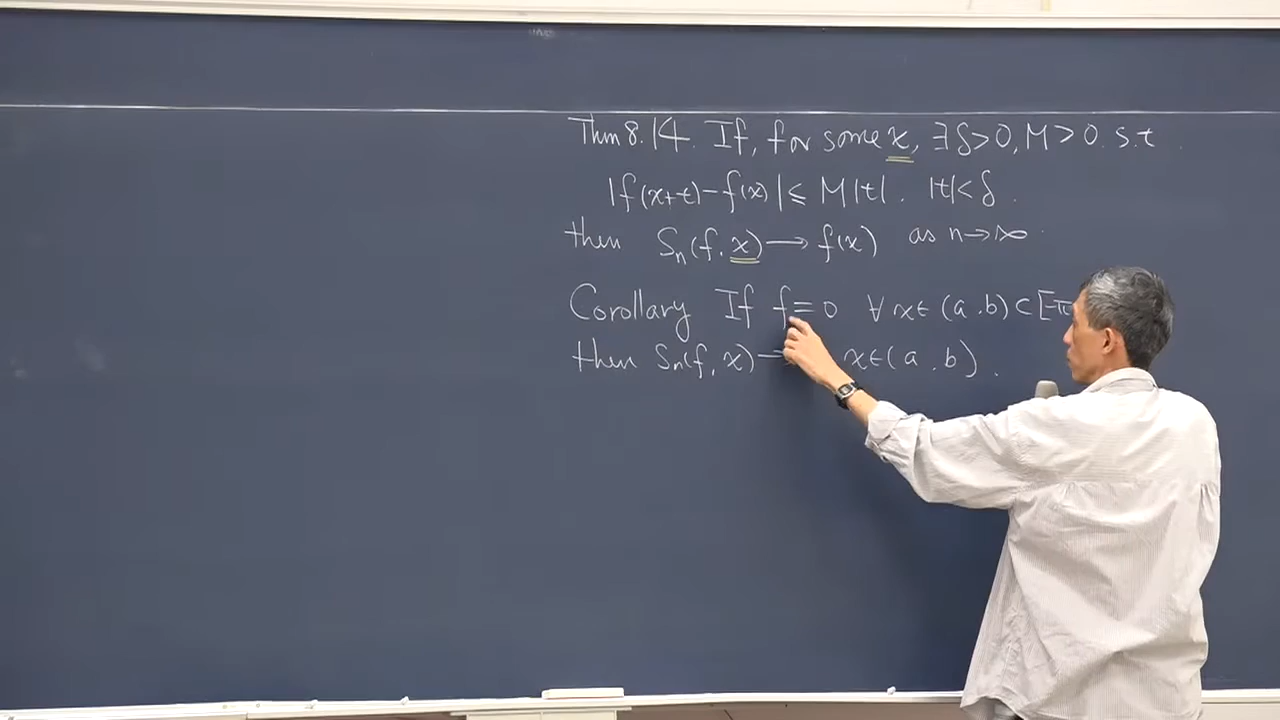 Thm 8.14. If, for some x, ∃ δ>0, M>0. s.t.
|f(x+t)-f(x)| ≤ M|t|. |t|<δ.
then Sn(f.x) → f(x) as n→∞.
Corollary If f=0 ∀ x∈(a.b)⊂[-π
then Sn(f,x)→ x∈(a.b).